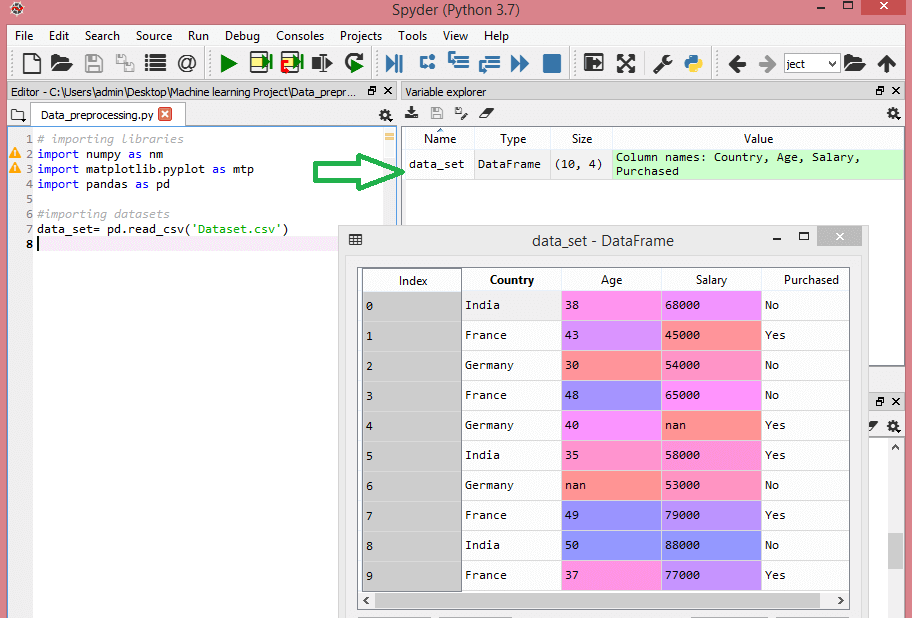 Spyder (Python 3.7)
File Edit Search Source Run Debug Consoles Projects Tools View Help
ject
Editor - C:\Users\admin\Desktop\Machine learning Project\Data_prepr...
Data_preprocessing.py
1 # importing libraries
2 import numpy as nm
3 import matplotlib.pyplot as mtp
4 import pandas as pd
5
6 #importing datasets
7 data_set= pd.read_csv('Dataset.csv')
8
Variable explorer
Name Type Size Value
data_set DataFrame (10, 4) Column names: Country, Age, Salary,
Purchased
data_set - DataFrame
Index Country Age Salary Purchased
0 India 38 68000 No
1 France 43 45000 Yes
2 Germany 30 54000 No
3 France 48 65000 No
4 Germany 40 nan Yes
5 India 35 58000 Yes
6 Germany nan 53000 No
7 France 49 79000 Yes
8 India 50 88000 No
9 France 37 77000 Yes